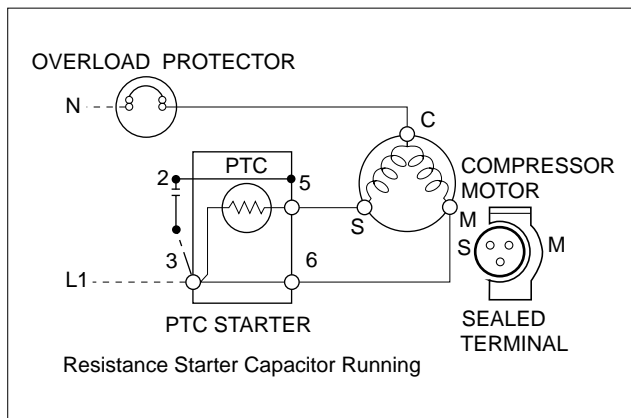 OVERLOAD PROTECTOR
N
C
PTC
2
5
COMPRESSOR
MOTOR
S
M
S
M
3
6
L1
PTC STARTER
SEALED
TERMINAL
Resistance Starter Capacitor Running